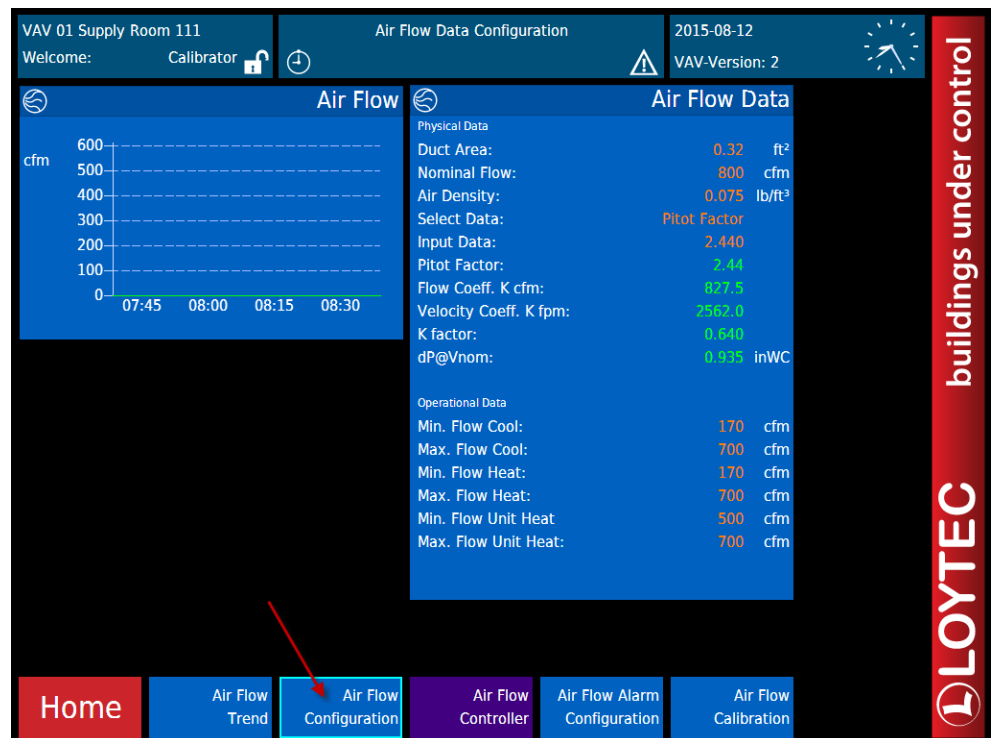 VAV 01 Supply Room 111
Welcome: Calibrator
Air Flow Data Configuration
2015-08-12
VAV-Version: 2
Air Flow
cfm
600
500
400
300
200
100
0
07:45 08:00 08:15 08:30
Air Flow Data
Physical Data
Duct Area: 0.32 ft²
Nominal Flow: 800 cfm
Air Density: 0.075 lb/ft³
Select Data: Pitot Factor
Input Data: 2.440
Pitot Factor: 2.44
Flow Coeff. K cfm: 827.5
Velocity Coeff. K fpm: 2562.0
K factor: 0.640
dP@Vnom: 0.935 inWC
Operational Data
Min. Flow Cool: 170 cfm
Max. Flow Cool: 700 cfm
Min. Flow Heat: 170 cfm
Max. Flow Heat: 700 cfm
Min. Flow Unit Heat 500 cfm
Max. Flow Unit Heat: 700 cfm
Home
Air Flow
Trend
Air Flow
Configuration
Air Flow
Controller
Air Flow Alarm
Configuration
Air Flow
Calibration
LOYTEC buildings under control